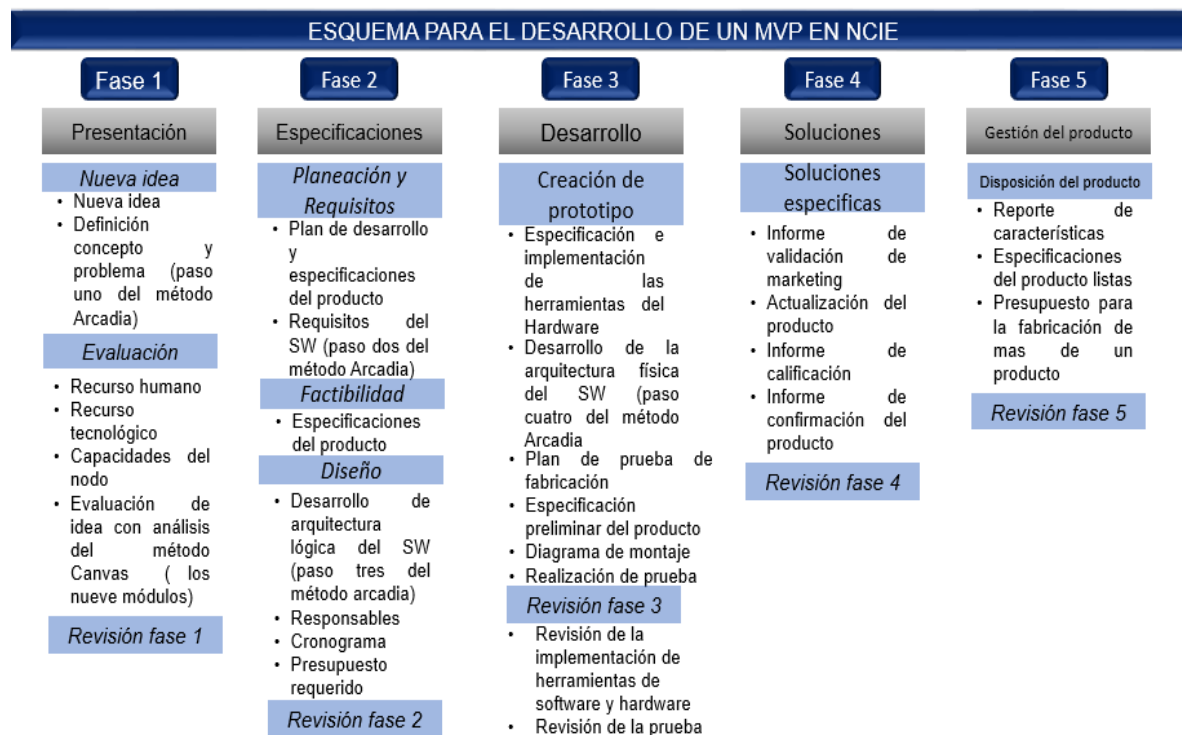 ESQUEMA PARA EL DESARROLLO DE UN MVP EN NCIE
Fase 1
Presentación
Nueva idea
• Nueva idea
• Definición
concepto y
problema (paso
uno del método
Arcadia)
Evaluación
• Recurso humano
• Recurso
tecnológico
• Capacidades del
nodo
• Evaluación de
idea con análisis
del método
Canvas ( los
nueve módulos)
Revisión fase 1
Fase 2
Especificaciones
Planeación y
Requisitos
• Plan de desarrollo
y
especificaciones
del producto
• Requisitos del
SW (paso dos del
método Arcadia)
Factibilidad
• Especificaciones
del producto
Diseño
• Desarrollo de
arquitectura
lógica del SW
(paso tres del
método arcadia)
• Responsables
• Cronograma
• Presupuesto
requerido
Revisión fase 2
Fase 3
Desarrollo
Creación de
prototipo
• Especificación e
implementación
de las
herramientas del
Hardware
• Desarrollo de la
arquitectura física
del SW (paso
cuatro del método
Arcadia
• Plan de prueba de
fabricación
• Especificación
preliminar del producto
• Diagrama de montaje
• Realización de prueba
Revisión fase 3
• Revisión de la
implementación de
herramientas de
software y hardware
• Revisión de la prueba
Fase 4
Soluciones
Soluciones
especificas
• Informe de
validación de
marketing
• Actualización del
producto
• Informe de
calificación
• Informe de
confirmación del
producto
Revisión fase 4
Fase 5
Gestión del producto
Disposición del producto
• Reporte de
características
• Especificaciones
del producto listas
• Presupuesto para
la fabricación de
mas de un
producto
Revisión fase 5